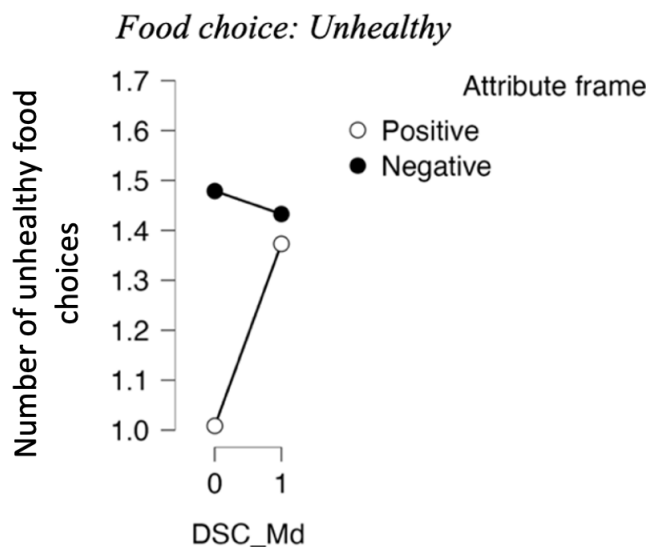 Food choice: Unhealthy
Number of unhealthy food
choices
1.7
1.6
1.5
1.4
1.3
1.2
1.1
1.0
0 1
DSC_Md
Attribute frame
Positive
Negative